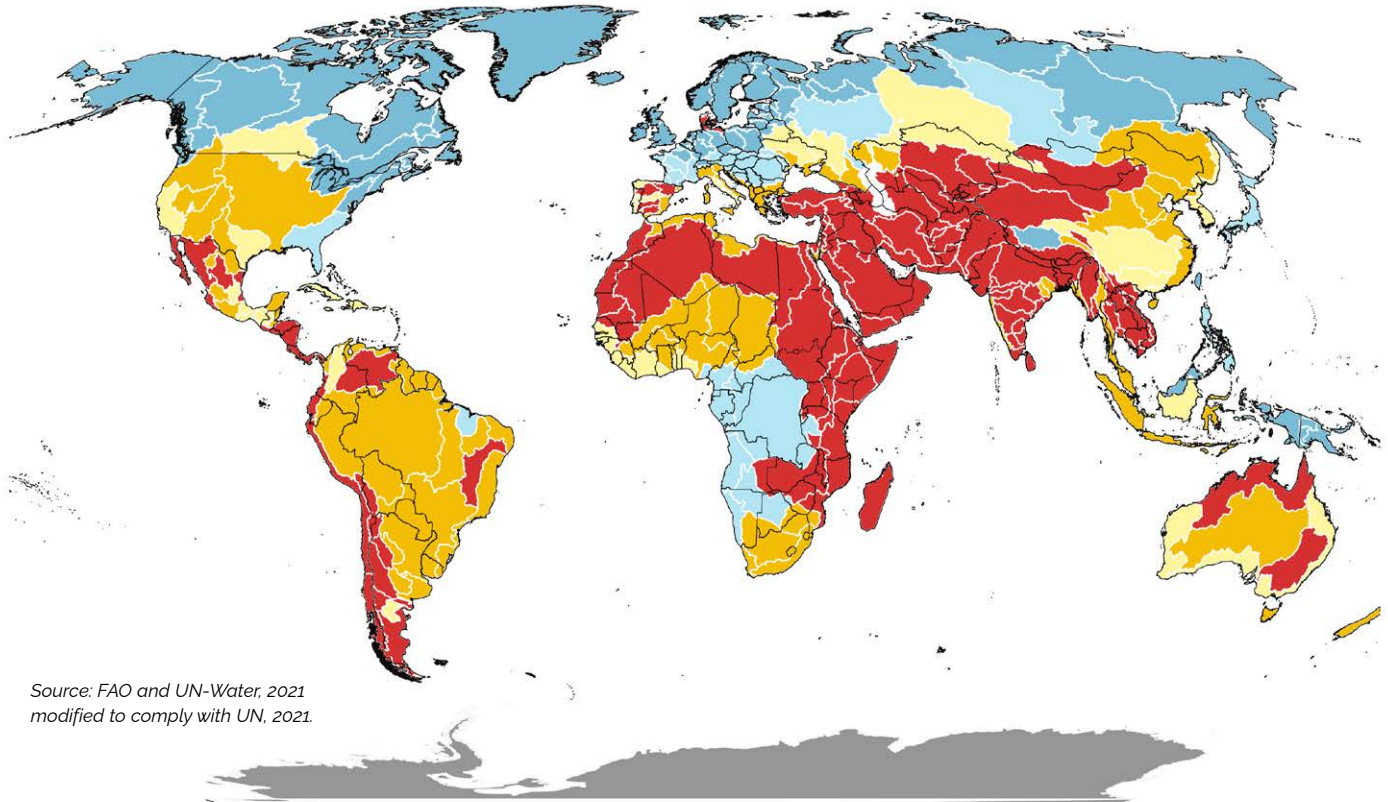 Source: FAO and UN-Water, 2021
modified to comply with UN, 2021.